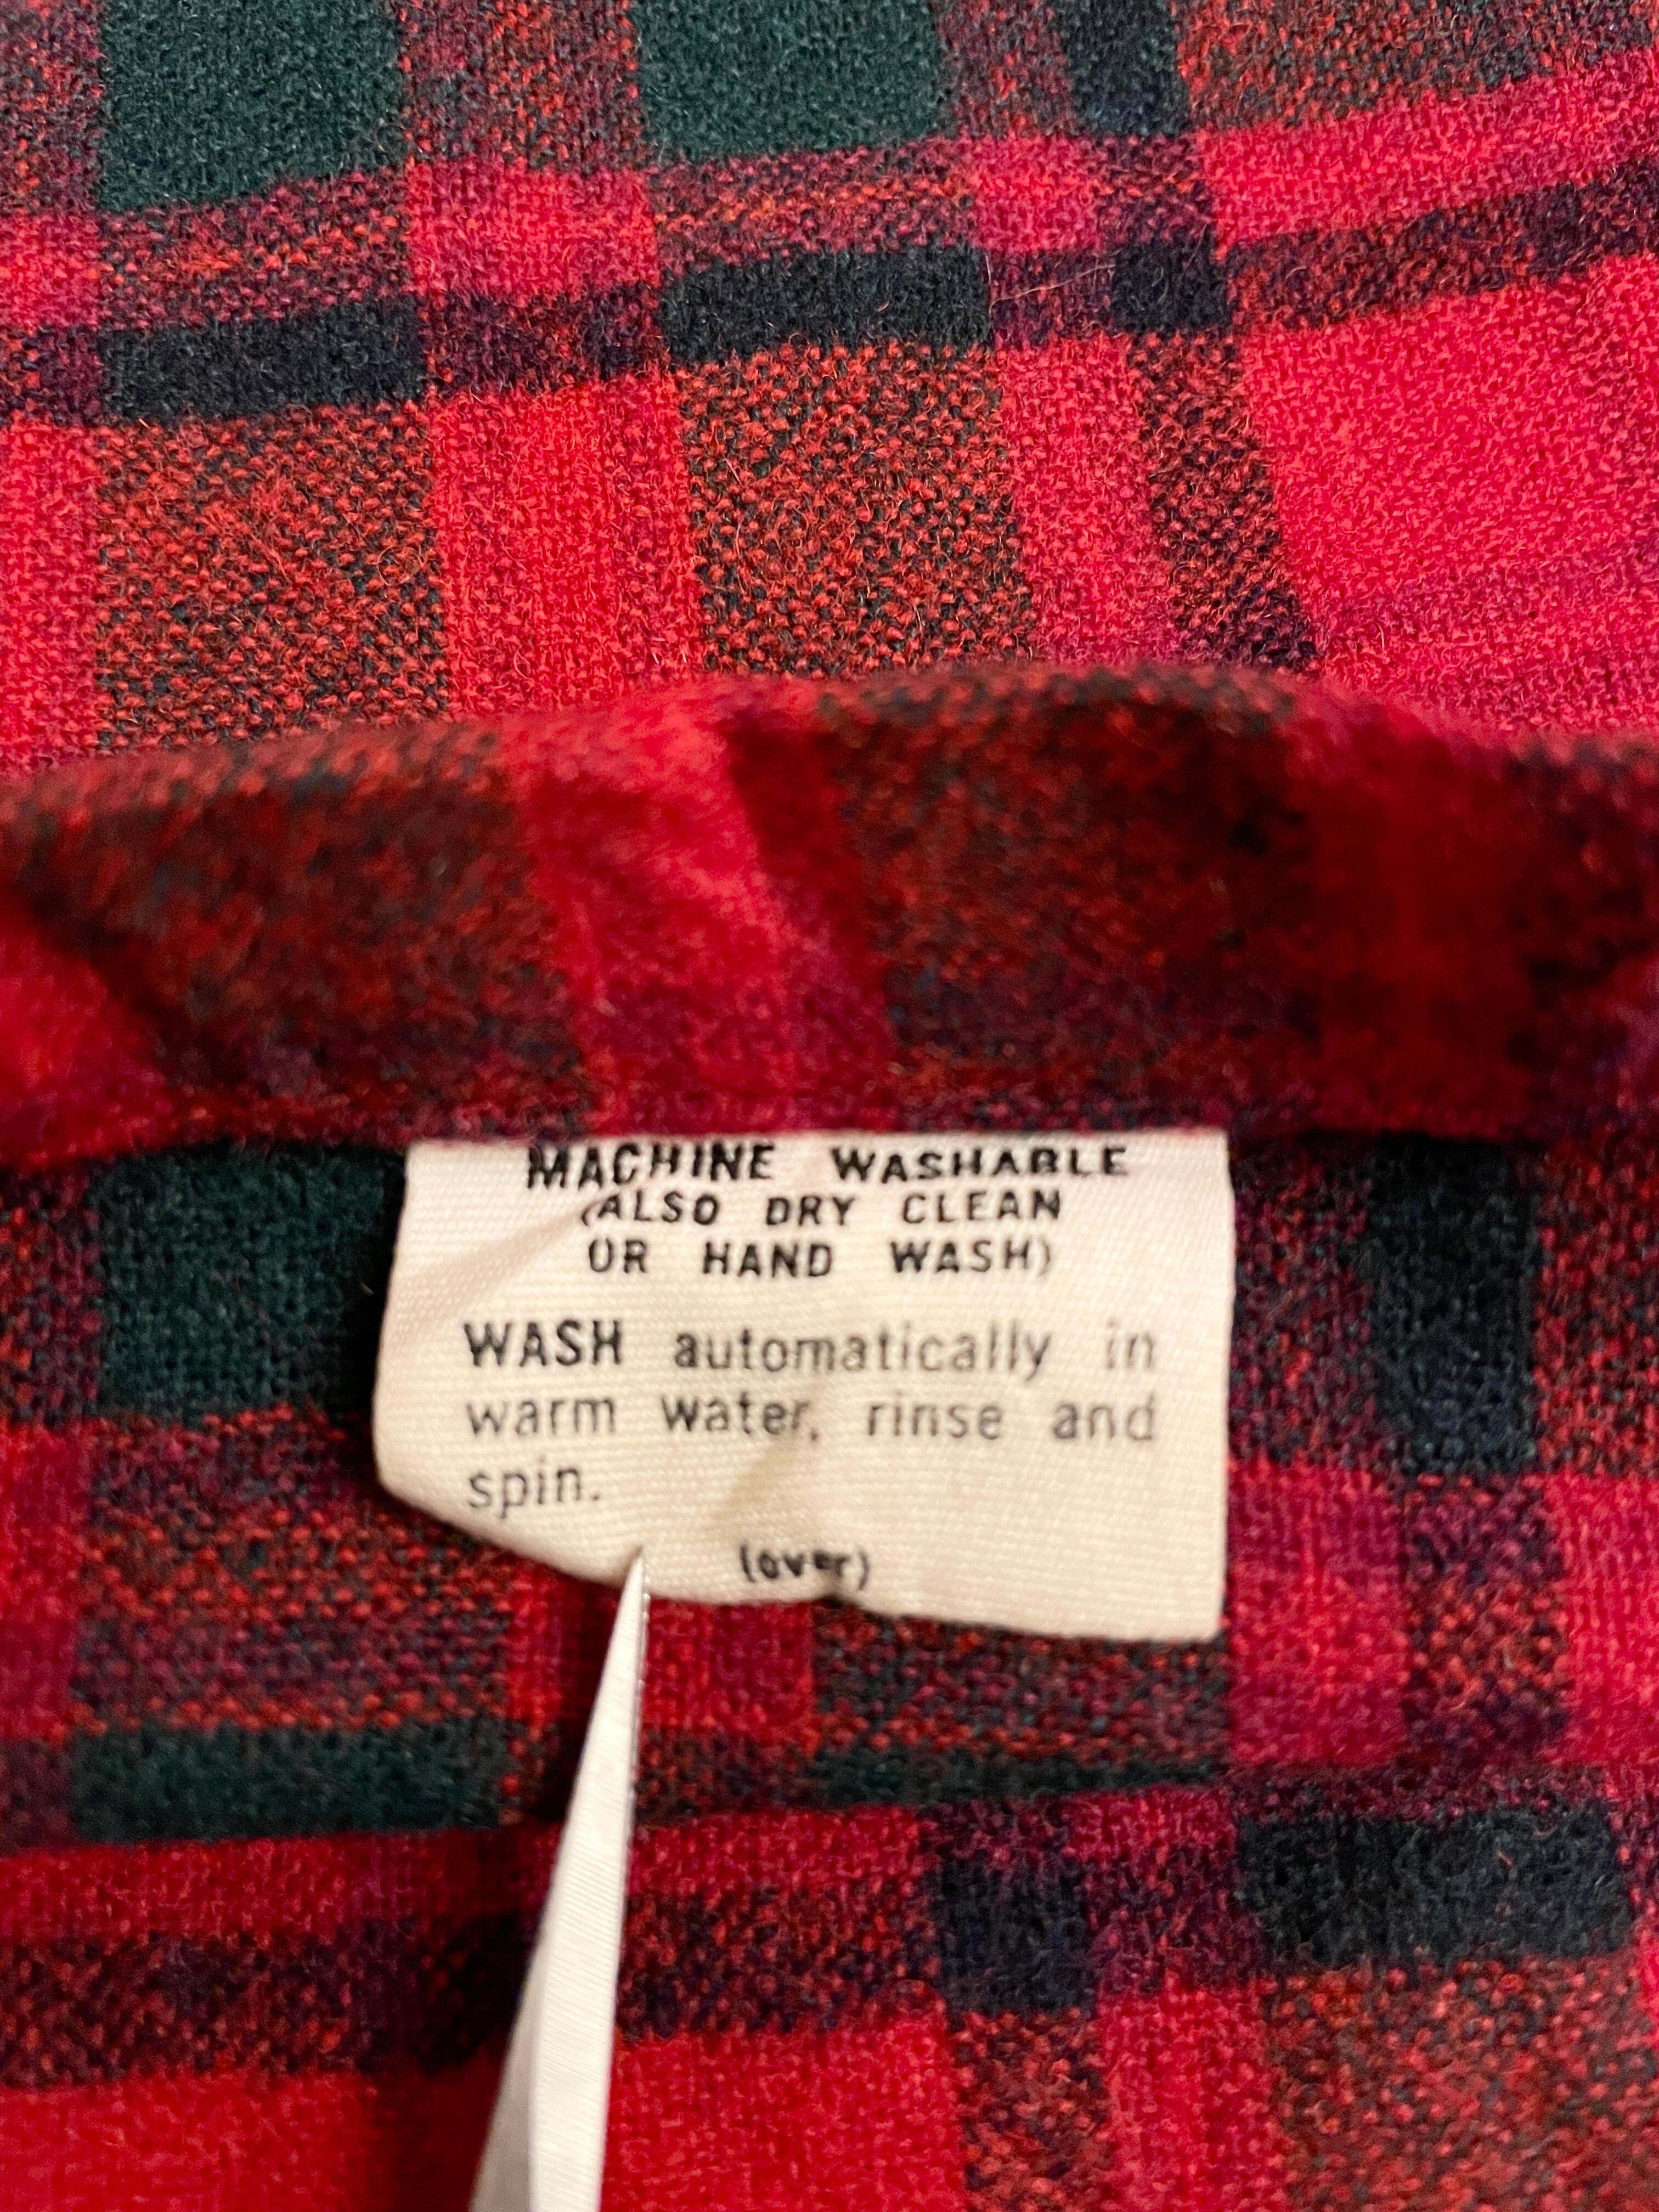 MACHINE WASHABLE
(ALSO DRY CLEAN
OR HAND WASH)
WASH automatically in
warm water, rinse and
spin.
(over)